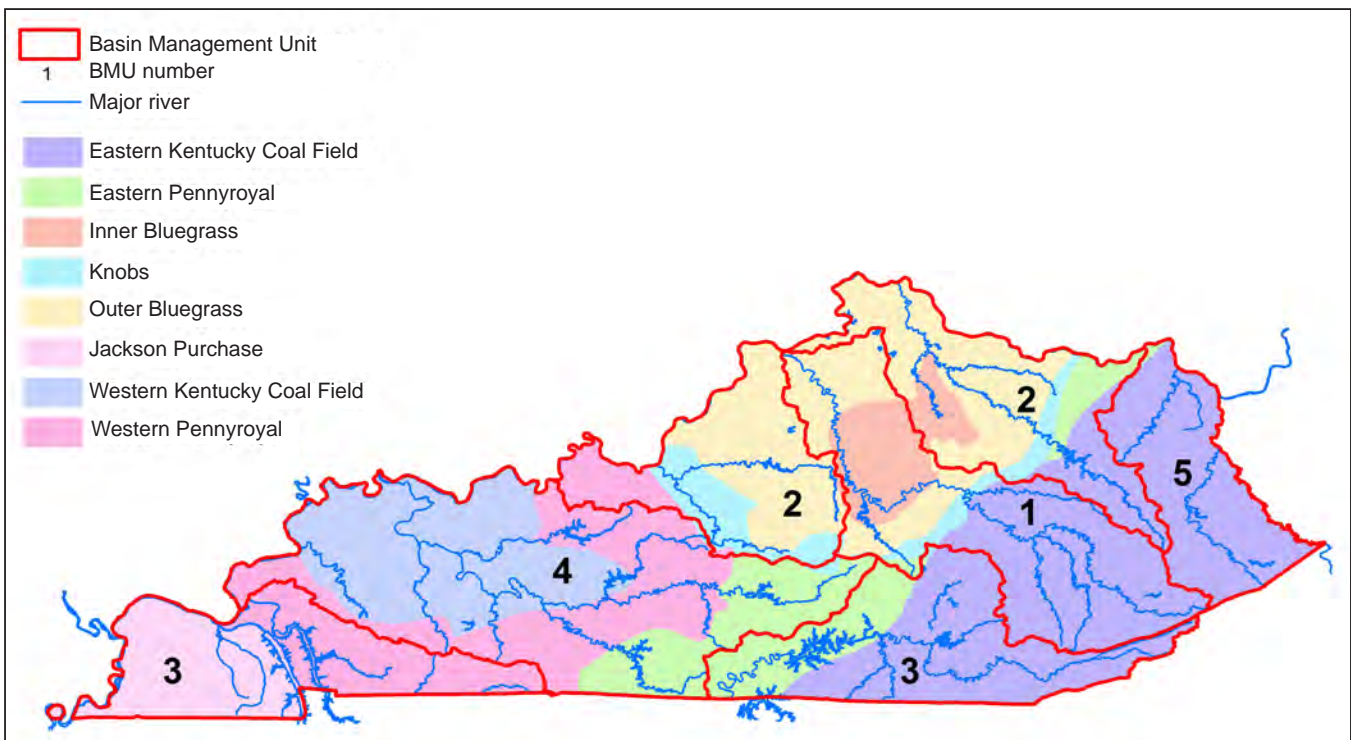 Basin Management Unit
1 BMU number
Major river
Eastern Kentucky Coal Field
Eastern Pennyroyal
Inner Bluegrass
Knobs
Outer Bluegrass
Jackson Purchase
Western Kentucky Coal Field
Western Pennyroyal
2
5
1
2
4
3
3